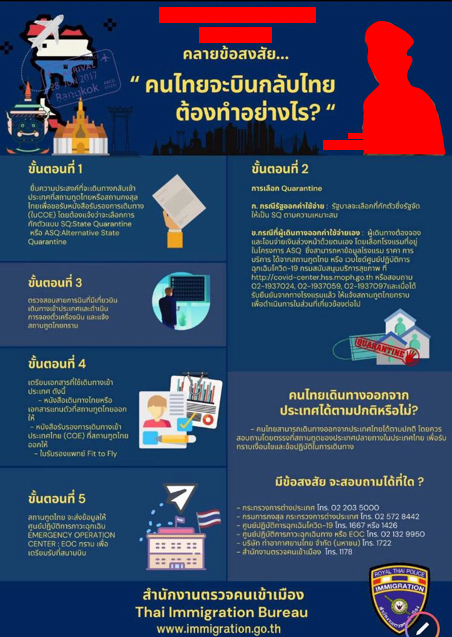 คลายข้อสงสัย...
“ คนไทยจะบินกลับไทย
ต้องทำอย่างไร? “
ขั้นตอนที่ 1
ยื่นความประสงค์ที่จะเดินทางกลับเข้า
ประเทศที่สถานทูตไทยหรือสถานกงสุล
ไทยเพื่อขอรับหนังสือรับรองการเดินทาง
(ใบCOE) โดยต้องแจ้งว่าจะเลือกการ
กักตัวแบบ SQ:State Quarantine
หรือ ASQ:Alternative State
Quarantine
ขั้นตอนที่ 2
การเลือก Quarantine
ก. กรณีรัฐออกค่าใช้จ่าย : รัฐบาลจะเลือกที่กักตัวซึ่งรัฐจัด
ให้เป็น SQ ตามความเหมาะสม
ข.กรณีที่ผู้เดินทางออกค่าใช้จ่ายเอง : ผู้เดินทางต้องจอง
และโอนจ่ายเงินล่วงหน้าด้วยตนเอง โดยเลือกโรงแรมที่อยู่
ในโครงการ ASQ ซึ่งสามารถหาข้อมูลโรงแรม ราคา การ
บริการ ได้จากสถานทูตไทย หรือ เวปไซต์ศูนย์ปฏิบัติการ
ฉุกเฉินโควิด-19 กรมสนับสนุนบริการสุขภาพ ที่
http://covid-center.hss.moph.go.th หรือสอบถาม
02-1937024, 02-1937059, 02-1937097และเมื่อได้
รับยืนยันจากทางโรงแรมแล้ว ให้แจ้งสถานทูตไทยทราบ
เพื่อดำเนินการในส่วนที่เกี่ยวข้องต่อไป
QUARANTINE
ขั้นตอนที่ 3
ตรวจสอบสายการบินที่มีเที่ยวบิน
เดินทางเข้าประเทศและดำเนิน
การจองตั๋วเครื่องบิน และแจ้ง
สถานทูตไทยทราบ
ขั้นตอนที่ 4
เตรียมเอกสารที่ใช้เดินทางเข้า
ประเทศ ดังนี้
- หนังสือเดินทางไทยหรือ
เอกสารแทนตัวที่สถานทูตไทยออก
ให้
- หนังสือรับรองการเดินทางเข้า
ประเทศไทย (COE) ที่สถานทูตไทย
ออกให้
- ใบรับรองแพทย์ Fit to Fly
คนไทยเดินทางออกจาก
ประเทศได้ตามปกติหรือไม่?
- คนไทยสามารถเดินทางออกจากประเทศไทยได้ตามปกติ โดยควร
สอบถามโดยตรงที่สถานทูตของประเทศปลายทางในประเทศไทย เพื่อรับ
ทราบเงื่อนไขและข้อปฏิบัติในการเดินทาง
ขั้นตอนที่ 5
สถานทูตไทย จะส่งข้อมูลให้
ศูนย์ปฏิบัติการภาวะฉุกเฉิน
EMERGENCY OPERATION
CENTER : EOC ทราบ เพื่อ
เตรียมรับที่สนามบิน
มีข้อสงสัย จะสอบถามได้ที่ใด ?
- กระทรวงการต่างประเทศ โทร. 02 203 5000
- กรมการกงสุล กระทรวงการต่างประเทศ โทร. 02 572 8442
- ศูนย์ปฏิบัติการฉุกเฉินโควิด-19 โทร. 1667 หรือ 1426
- ศูนย์ปฏิบัติการภาวะฉุกเฉิน หรือ EOC โทร. 02 132 9950
- บริษัท ท่าอากาศยานไทย จำกัด (มหาชน) โทร. 1722
- สำนักงานตรวจคนเข้าเมือง โทร. 1178
สำนักงานตรวจคนเข้าเมือง
Thai Immigration Bureau
www.immigration.go.th
ROYAL THAI POLICE
IMMIGRATION